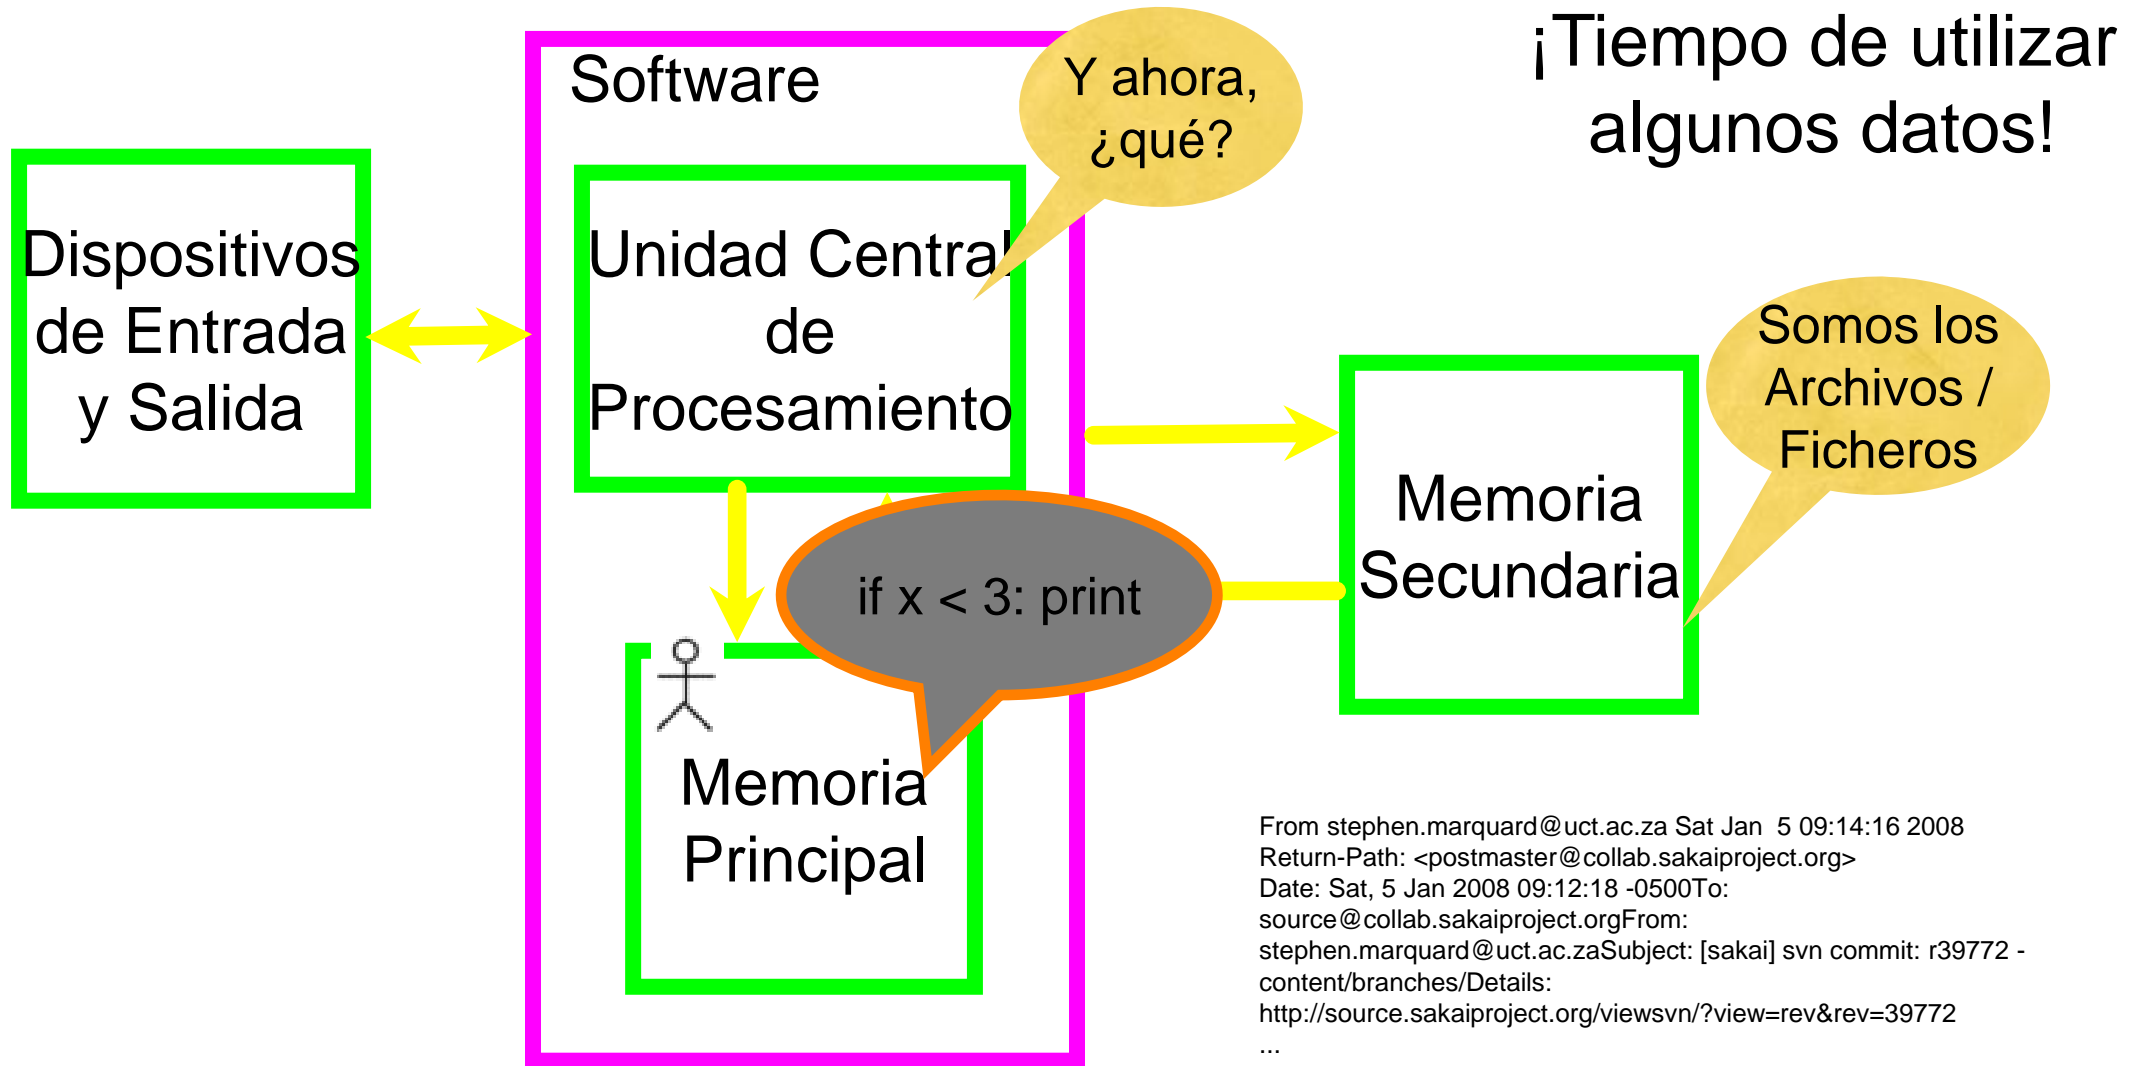 ¡Tiempo de utilizar
algunos datos!
Software
Y ahora,
¿qué?
Dispositivos
de Entrada
y Salida
Unidad Central
de
Procesamiento
Somos los
Archivos /
Ficheros
Memoria
Secundaria
if x < 3: print
Memoria
Principal
From stephen.marquard@uct.ac.za Sat Jan  5 09:14:16 2008
Return-Path: <postmaster@collab.sakaiproject.org>
Date: Sat, 5 Jan 2008 09:12:18 -0500To:
source@collab.sakaiproject.orgFrom:
stephen.marquard@uct.ac.zaSubject: [sakai] svn commit: r39772 -
content/branches/Details:
http://source.sakaiproject.org/viewsvn/?view=rev&rev=39772
...